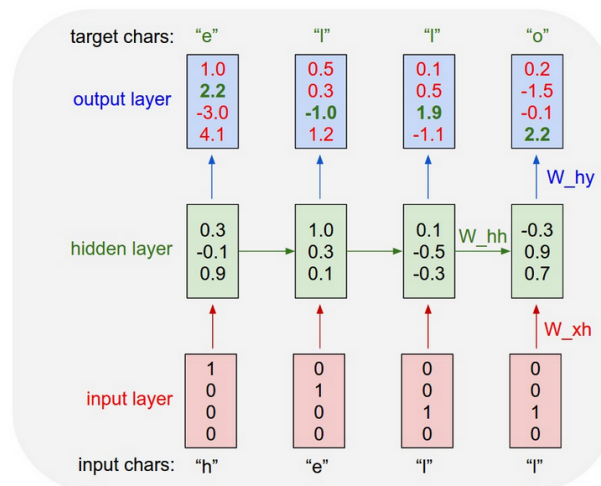 target chars: “e” “l” “l” “o”
output layer
1.0 0.5 0.1 0.2
2.2 0.3 0.5 -1.5
-3.0 -1.0 1.9 -0.1
4.1 1.2 -1.1 2.2
W_hy
hidden layer
0.3 1.0 0.1 -0.3
-0.1 0.3 -0.5 0.9
0.9 0.1 -0.3 0.7
W_hh
W_xh
input layer
1 0 0 0
0 1 0 0
0 0 1 1
0 0 0 0
input chars: “h” “e” “l” “l”